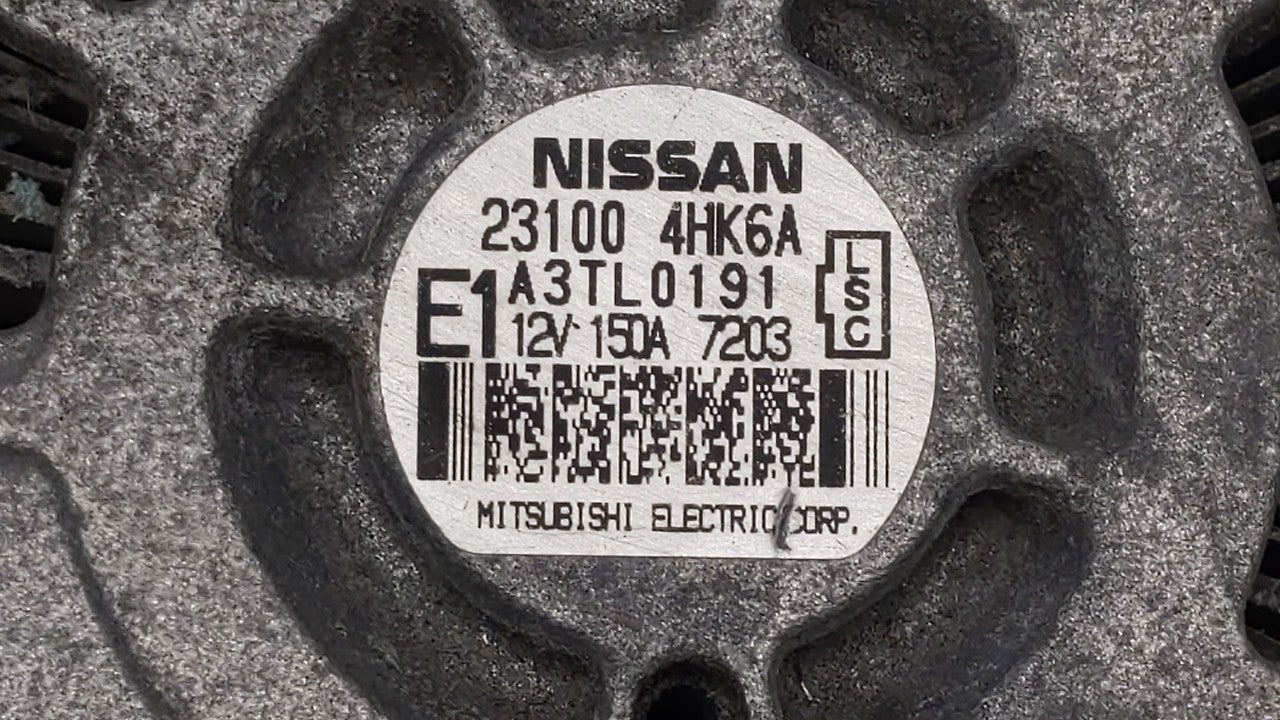 NISSAN
23100 4HK6A
E1 A3TL0191
12V 150A 7203
L
S
C
MITSUBISHI ELECTRIC CORP.